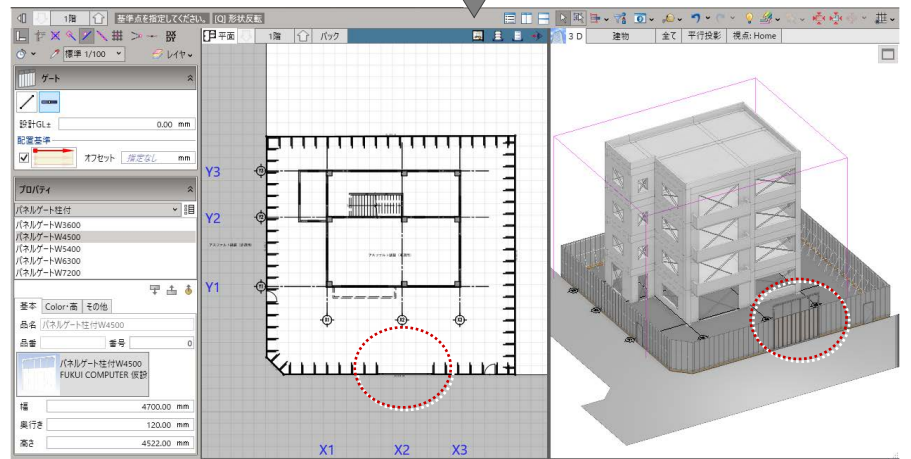 1階 基準点を指定してください。 [Q] 形状反転
標準 1/100 レイヤ
ゲート
設計GL± 0.00 mm
配置基準
オフセット 指定なし mm
プロパティ
パネルゲート柱付
パネルゲートW3600
パネルゲートW4500
パネルゲートW5400
パネルゲートW6300
パネルゲートW7200
基本 Color・高 その他
品名 パネルゲート柱付W4500
品番 番号 0
パネルゲート柱付W4500
FUKUI COMPUTER 仮設
幅 4700.00 mm
奥行き 120.00 mm
高さ 4522.00 mm
平面 1階 バック
Y3
Y2
Y1
X1 X2 X3
3D 建物 全て 平行投影 視点: Home